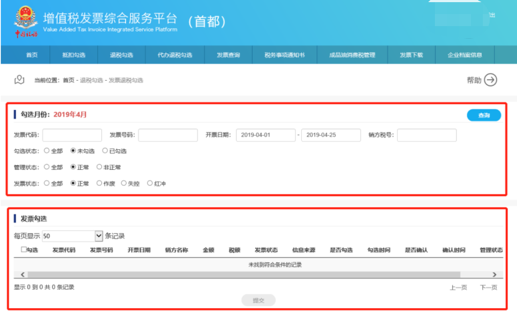 增值税发票综合服务平台（首都）
Value Added Tax Invoice Integrated Service Platform
首页 抵扣勾选 退税勾选 代办退税勾选 发票查询 税务事项通知书 成品油消费税管理 发票下载 企业档案信息
当前位置：首页 - 退税勾选 - 发票退税勾选 帮助
勾选月份：2019年4月 查询
发票代码： 发票号码： 开票日期： 2019-04-01 - 2019-04-25 销方税号：
勾选状态： 全部 未勾选 已勾选
管理状态： 全部 正常 非正常
发票状态： 全部 正常 作废 失控 红冲
发票勾选
每页显示 50 条记录
勾选 发票代码 发票号码 开票日期 销方名称 金额 税额 发票状态 信息来源 是否勾选 勾选时间 是否确认 确认时间 管理状态
未找到符合条件的记录
显示 0 到 0 共 0 条记录 上一页 下一页
提交